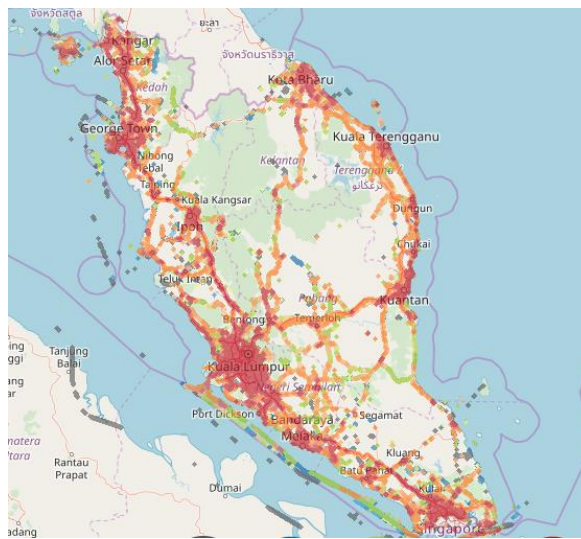 จังหวัดสตูล
ยะลา
Kangar
จังหวัดนราธิวาส
Alor Setar
Kota Bharu
Kedah
George Town
Kuala Terengganu
Nibong
Tebal
Kelantan
Terengganu
ترڠڬانو
Taiping
Kuala Kangsar
Dungun
Ipoh
Chukai
Teluk Intan
Pahang
Kuantan
Bentong
Temerloh
Tanjung
Balai
Kuala Lumpur
Negeri Sembilan
Port Dickson
Bandaraya
Melaka
Segamat
Kluang
Rantau
Prapat
Batu Pahat
Dumai
Kulai
Singapore